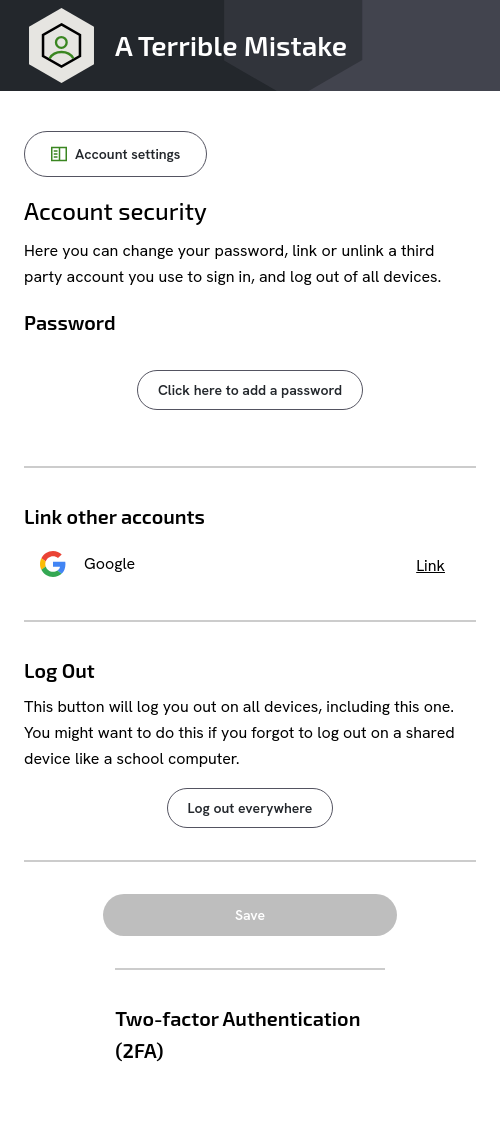 A Terrible Mistake
Account settings
Account security
Here you can change your password, link or unlink a third
party account you use to sign in, and log out of all devices.
Password
Click here to add a password
Link other accounts
Google
Link
Log Out
This button will log you out on all devices, including this one.
You might want to do this if you forgot to log out on a shared
device like a school computer.
Log out everywhere
Save
Two-factor Authentication
(2FA)